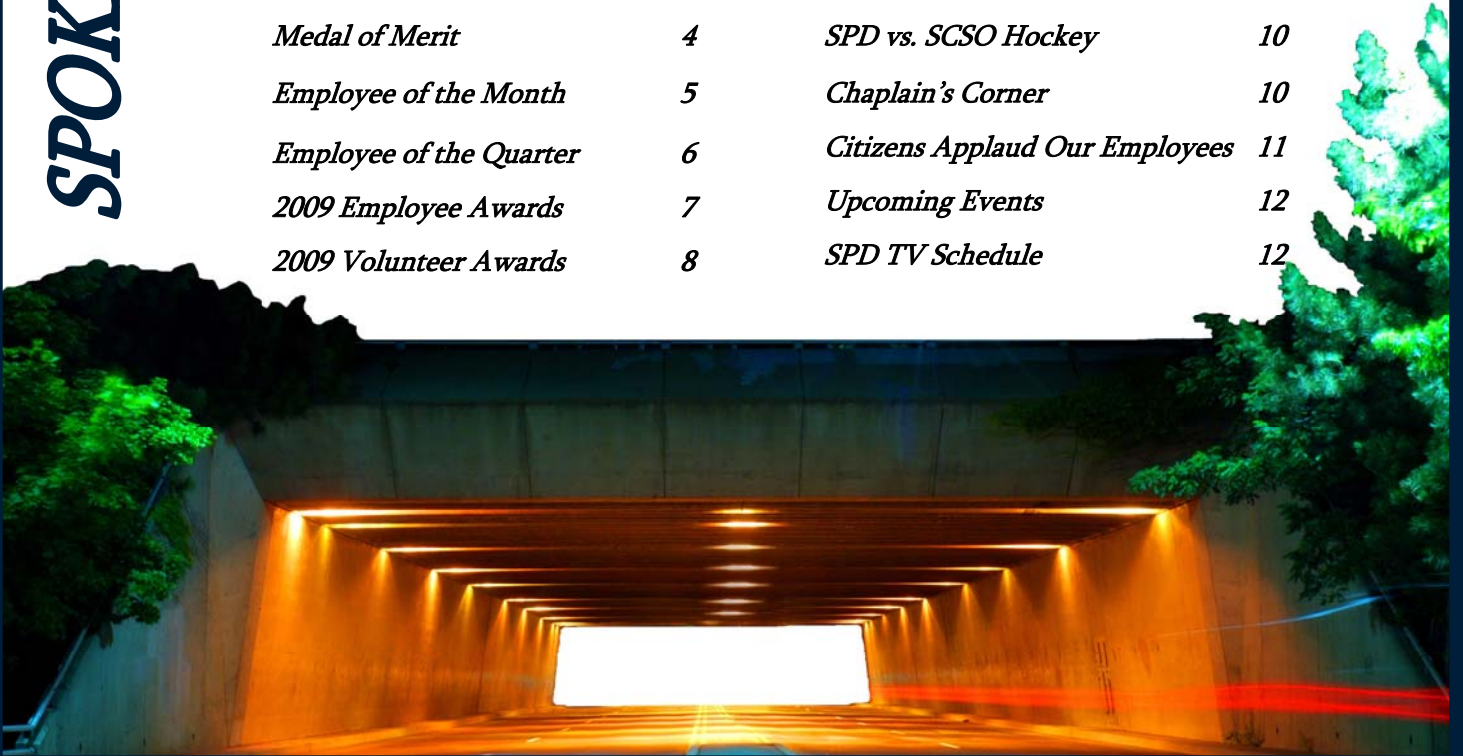 SPOK
Medal of Merit 4
Employee of the Month 5
Employee of the Quarter 6
2009 Employee Awards 7
2009 Volunteer Awards 8
SPD vs. SCSO Hockey 10
Chaplain's Corner 10
Citizens Applaud Our Employees 11
Upcoming Events 12
SPD TV Schedule 12